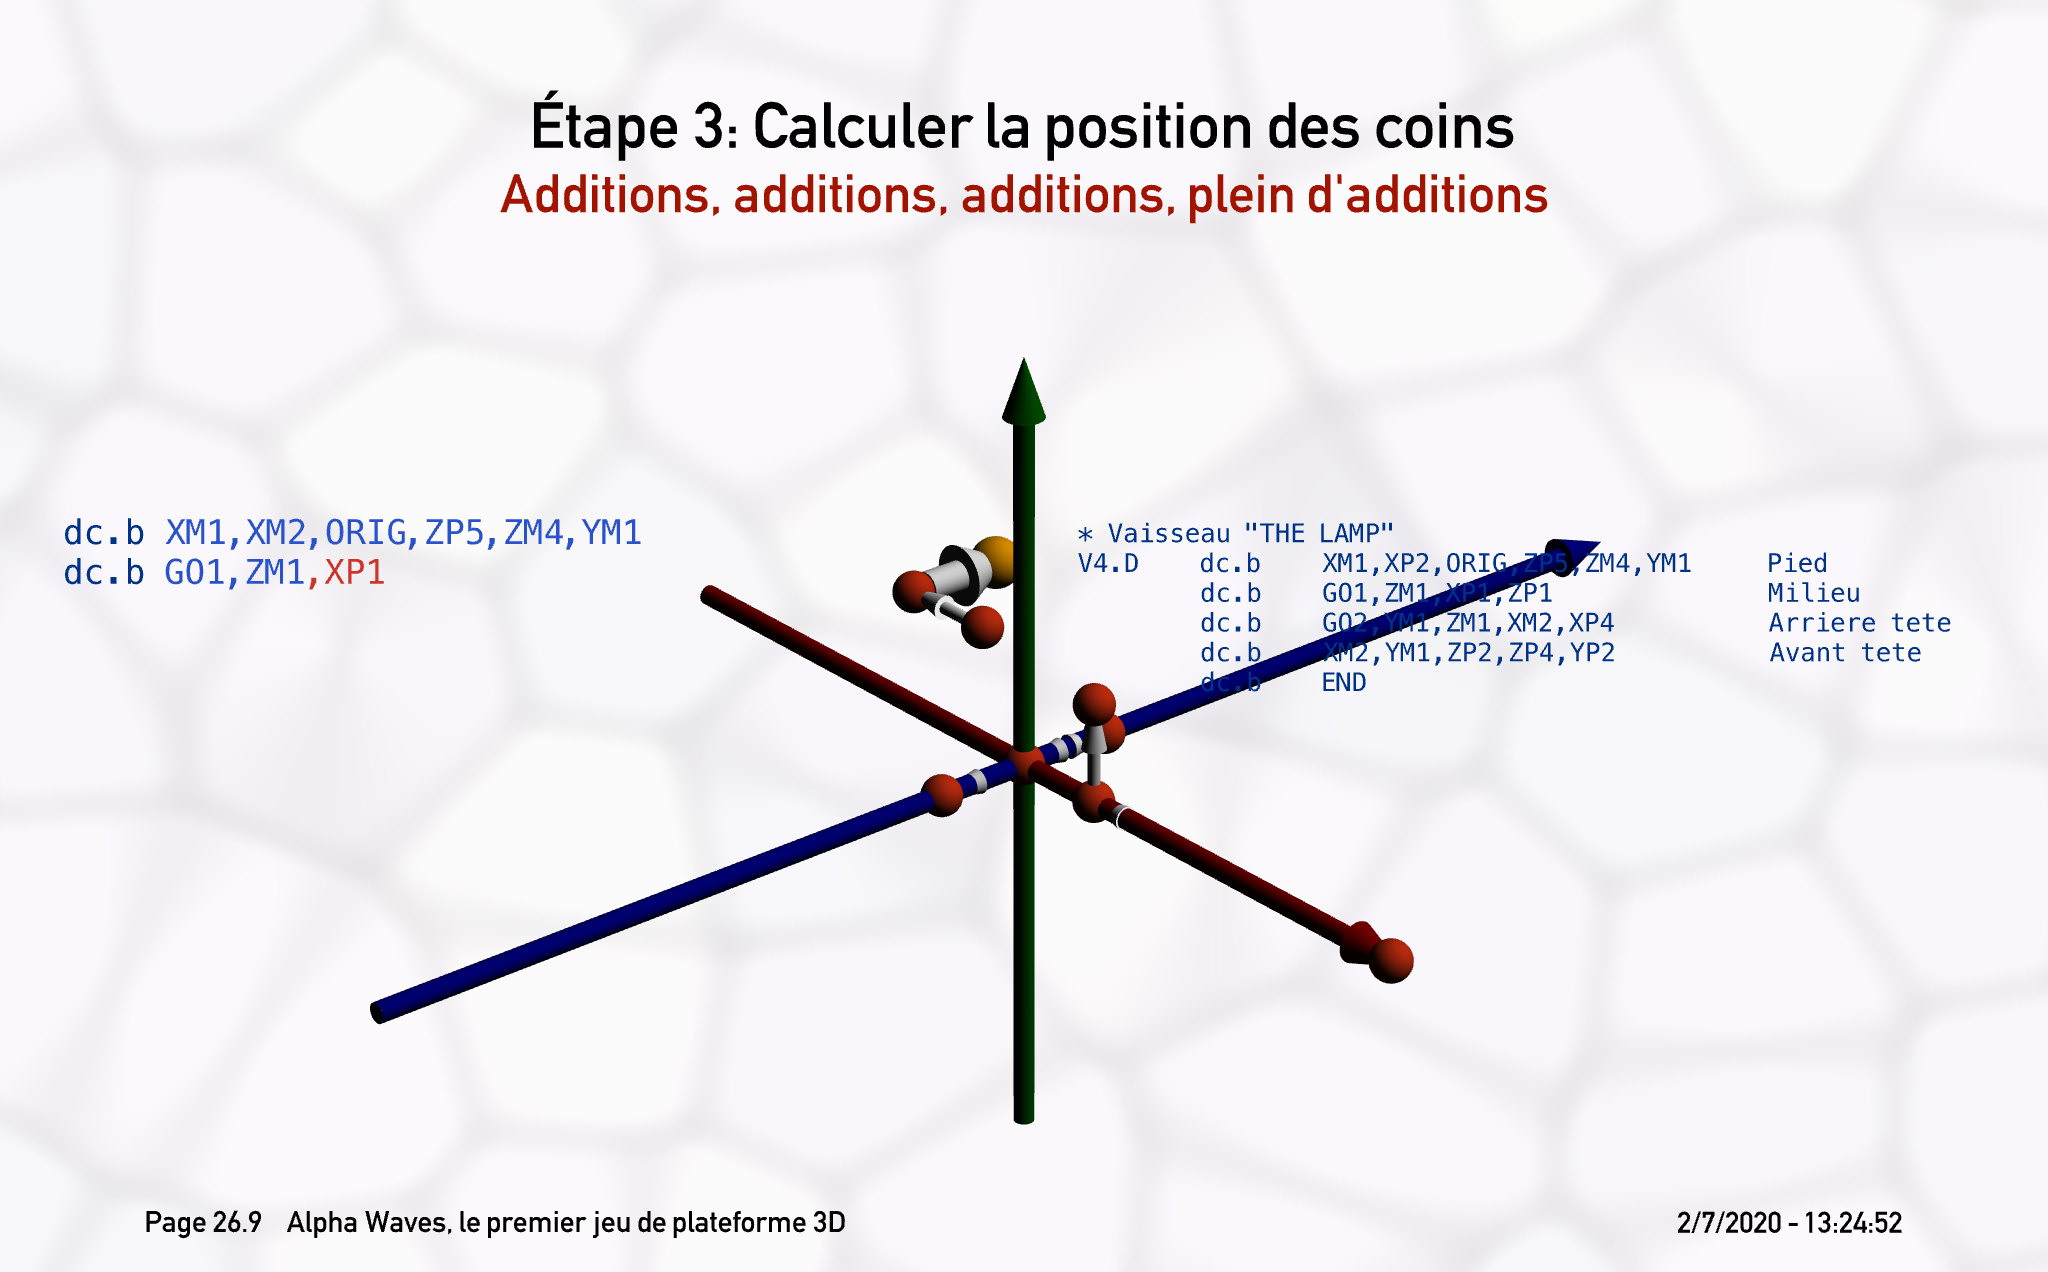 Étape 3: Calculer la position des coins
Additions, additions, additions, plein d'additions
dc.b XM1,XM2,ORIG,ZP5,ZM4,YM1
dc.b GO1,ZM1,XP1
* Vaisseau "THE LAMP"
V4.D dc.b XM1,XP2,ORIG,ZP5,ZM4,YM1 Pied
dc.b GO1,ZM1,XP1,ZP1 Milieu
dc.b GO2,YM1,ZM1,XM2,XP4 Arriere tete
dc.b XM2,YM1,ZP2,ZP4,YP2 Avant tete
dc.b END
Page 26.9 Alpha Waves, le premier jeu de plateforme 3D
2/7/2020 - 13:24:52